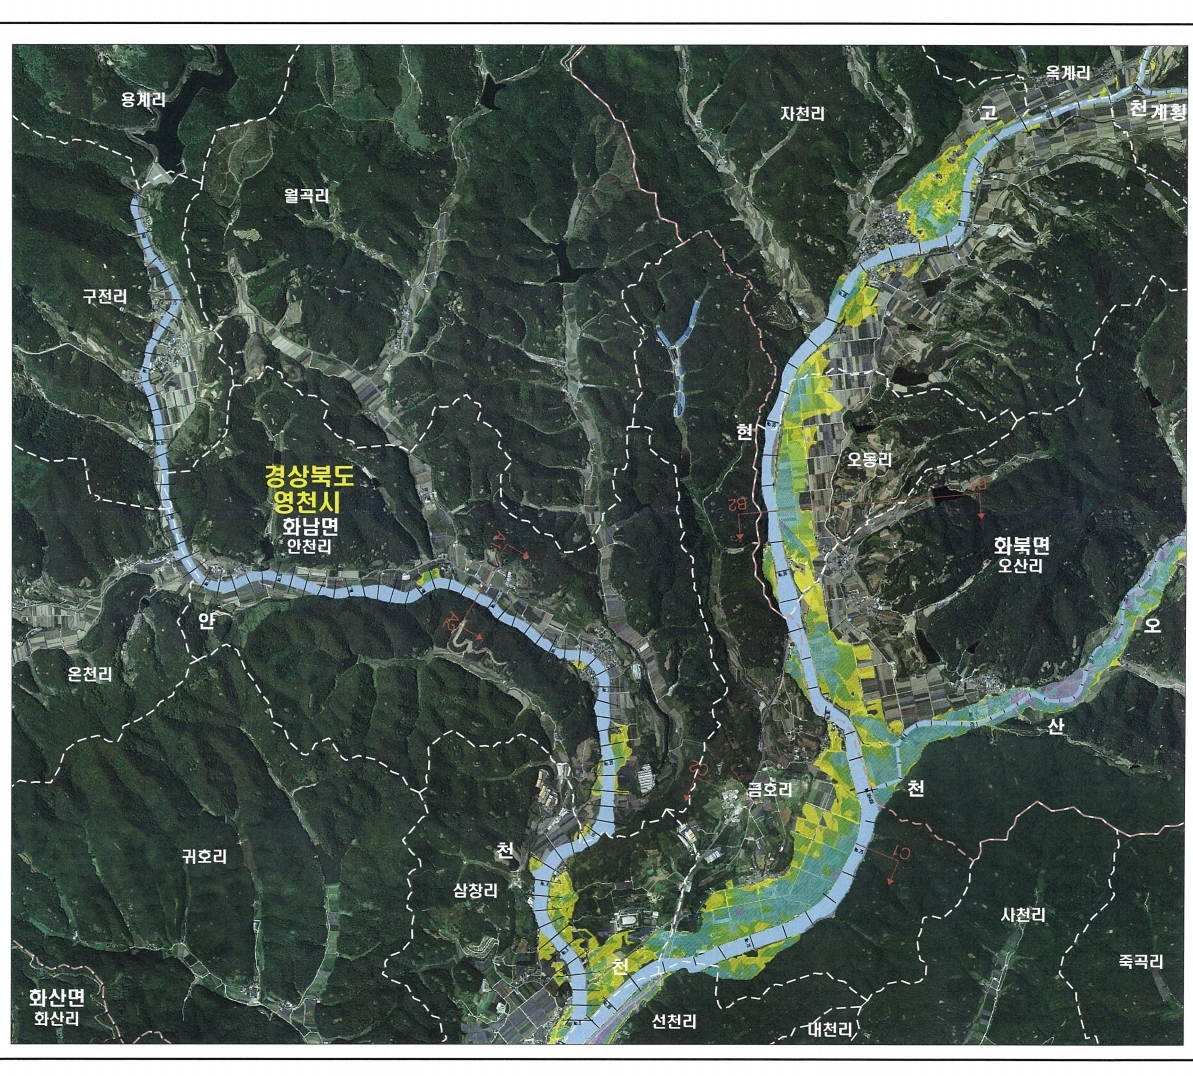 옥계리
용계리
고
천
계횡
자천리
월곡리
구전리
현
오동리
경상북도
영천시
화남면
안천리
B2
화북면
오산리
안
오
온천리
A2
산
C2
금호리
천
천
귀호리
C1
삼창리
사천리
죽곡리
천
화산면
화산리
선천리
대천리